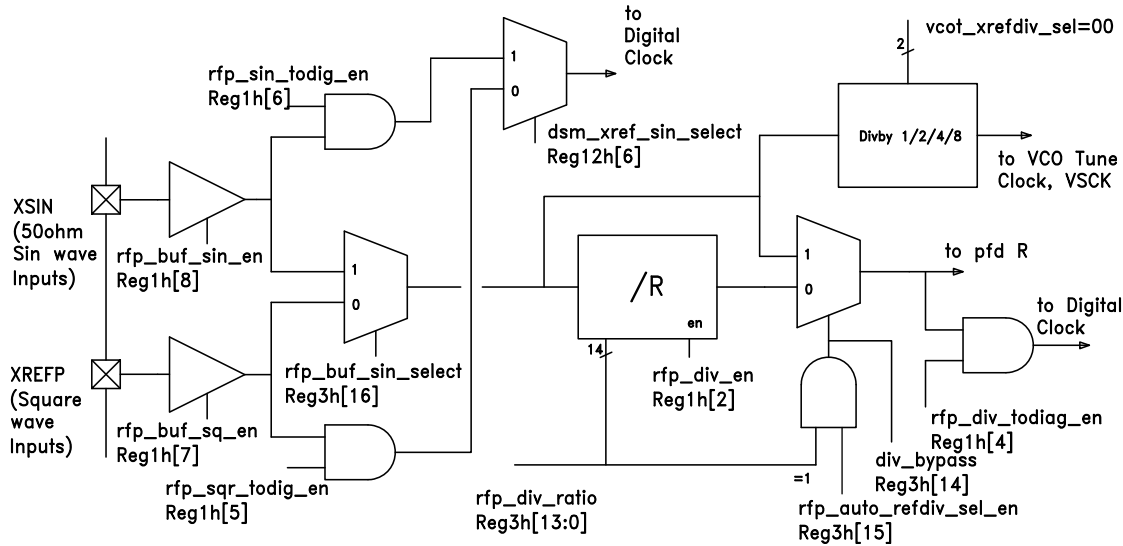 to
Digital
Clock
vcot_xrefdiv_sel=00
2
rfp_sin_todig_en
Reg1h[6]
1
0
dsm_xref_sin_select
Reg12h[6]
Divby 1/2/4/8
to VCO Tune
Clock, VSCK
XSIN
(50ohm
Sin wave
Inputs)
rfp_buf_sin_en
Reg1h[8]
1
0
rfp_buf_sin_select
Reg3h[16]
/R
en
14
rfp_div_en
Reg1h[2]
1
0
to pfd R
to Digital
Clock
rfp_div_todiag_en
Reg1h[4]
XREFP
(Square
wave
Inputs)
rfp_buf_sq_en
Reg1h[7]
rfp_sqr_todig_en
Reg1h[5]
rfp_div_ratio
Reg3h[13:0]
=1
div_bypass
Reg3h[14]
rfp_auto_refdiv_sel_en
Reg3h[15]